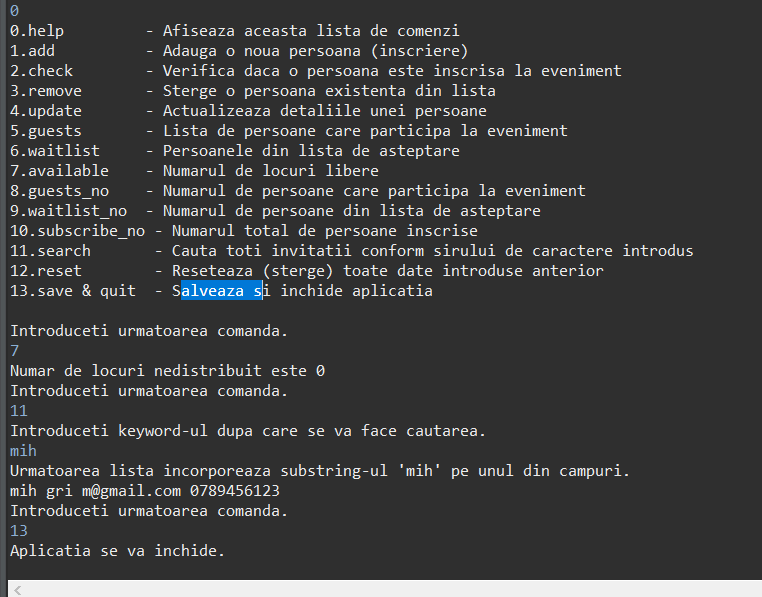 0
0.help         - Afiseaza aceasta lista de comenzi
1.add          - Adauga o noua persoana (inscriere)
2.check        - Verifica daca o persoana este inscrisa la eveniment
3.remove       - Sterge o persoana existenta din lista
4.update       - Actualizeaza detaliile unei persoane
5.guests       - Lista de persoane care participa la eveniment
6.waitlist     - Persoanele din lista de asteptare
7.available    - Numarul de locuri libere
8.guests_no    - Numarul de persoane care participa la eveniment
9.waitlist_no  - Numarul de persoane din lista de asteptare
10.subscribe_no - Numarul total de persoane inscrise
11.search       - Cauta toti invitatii conform sirului de caractere introdus
12.reset        - Reseteaza (sterge) toate date introduse anterior
13.save & quit  - Salveaza si inchide aplicatia
Introduceti urmatoarea comanda.
7
Numar de locuri nedistribuit este 0
Introduceti urmatoarea comanda.
11
Introduceti keyword-ul dupa care se va face cautarea.
mih
Urmatoarea lista incorporeaza substring-ul 'mih' pe unul din campuri.
mih gri m@gmail.com 0789456123
Introduceti urmatoarea comanda.
13
Aplicatia se va inchide.